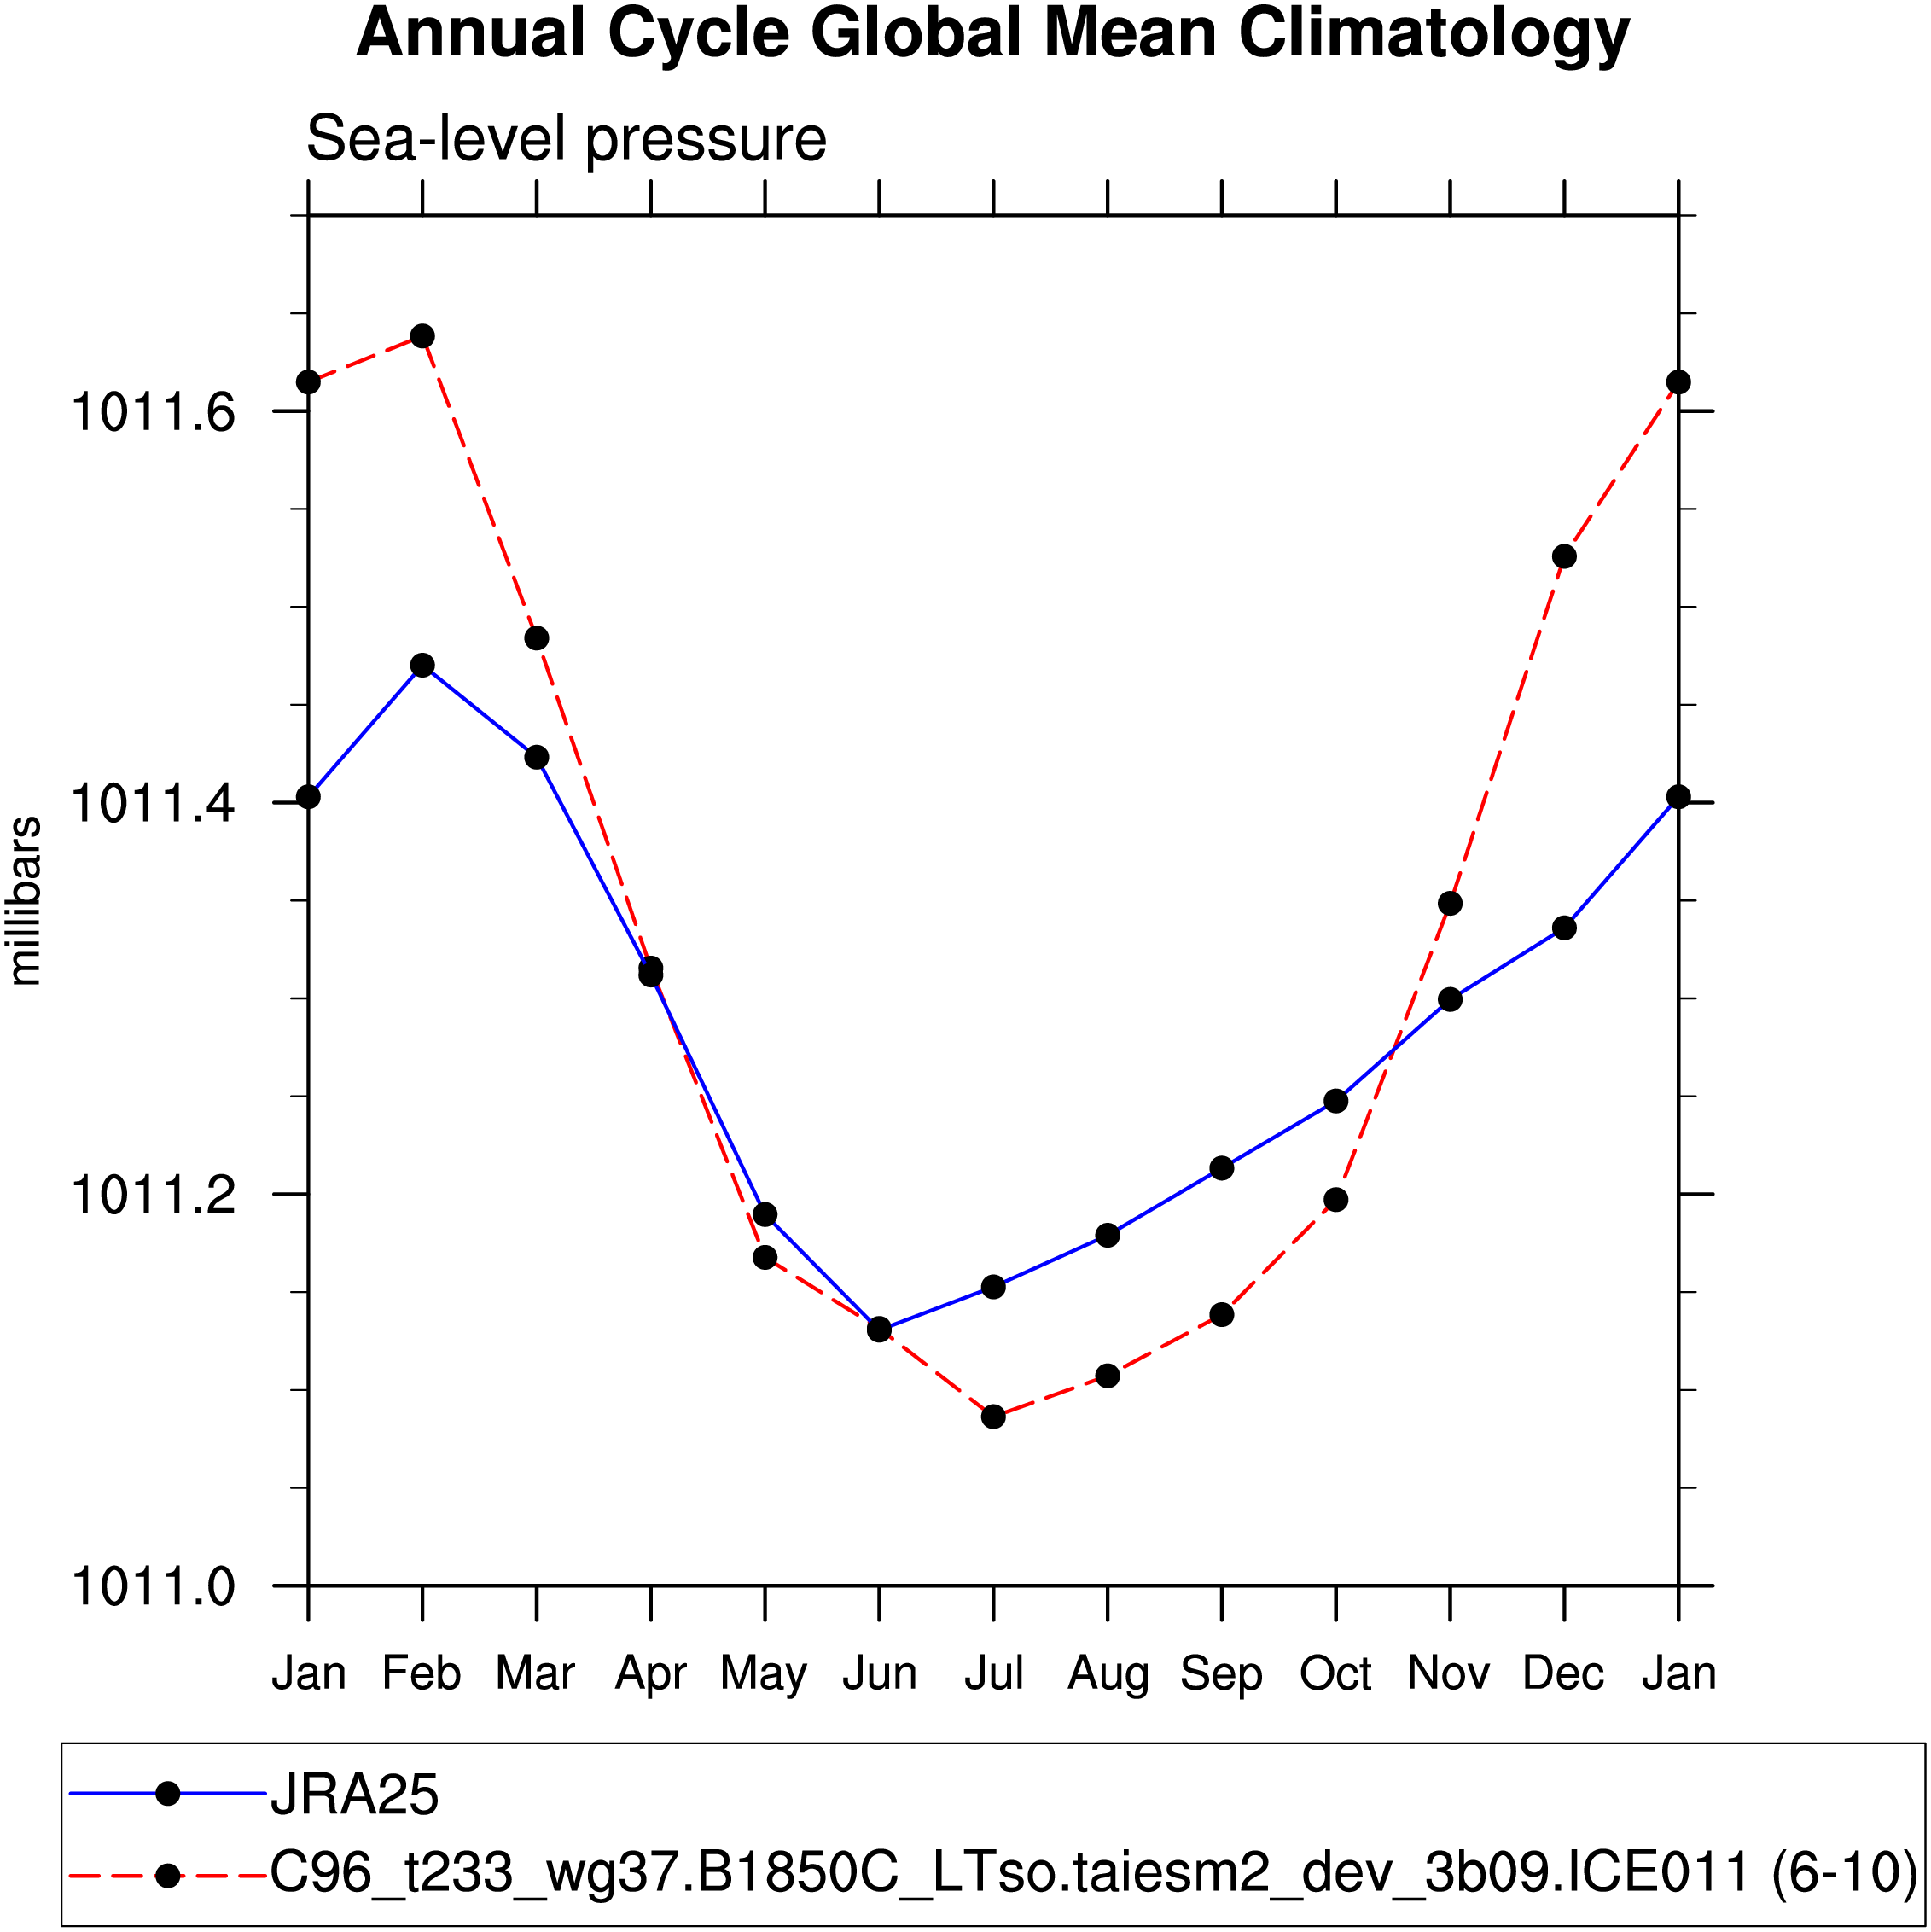 Annual Cycle Global Mean Climatology
Sea-level pressure
millibars
1011.6
1011.4
1011.2
1011.0
Jan Feb Mar Apr May Jun Jul Aug Sep Oct Nov Dec Jan
JRA25
C96_t233_wg37.B1850C_LTso.taiesm2_dev_3b09.ICE011 (6-10)